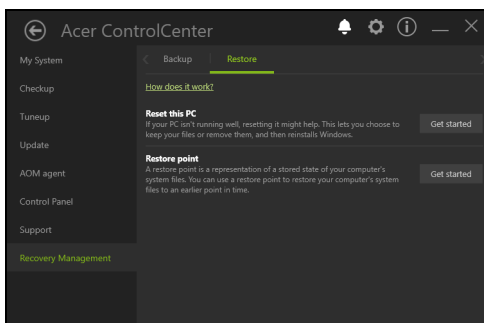 Acer ControlCenter
My System
Checkup
Tuneup
Update
AOM agent
Control Panel
Support
Recovery Management
Backup
Restore
How does it work?
Reset this PC
If your PC isn't running well, resetting it might help. This lets you choose to
keep your files or remove them, and then reinstalls Windows.
Get started
Restore point
A restore point is a representation of a stored state of your computer's
system files. You can use a restore point to restore your computer's system
files to an earlier point in time.
Get started